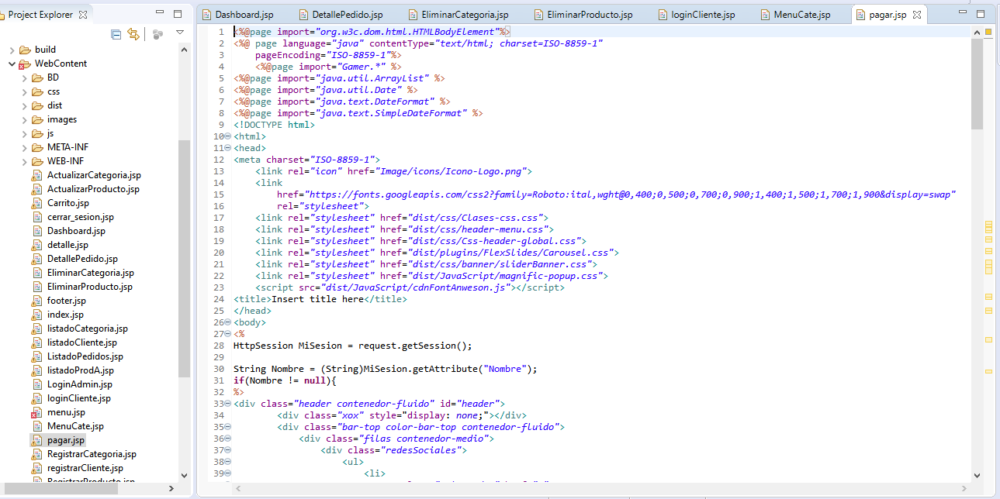 Project Explorer
build
WebContent
BD
css
dist
images
js
META-INF
WEB-INF
ActualizarCategoria.jsp
ActualizarProducto.jsp
Carrito.jsp
cerrar_sesion.jsp
Dashboard.jsp
detalle.jsp
DetallePedido.jsp
EliminarCategoria.jsp
EliminarProducto.jsp
footer.jsp
index.jsp
listadoCategoria.jsp
listadoCliente.jsp
ListadoPedidos.jsp
listadoProdA.jsp
LoginAdmin.jsp
loginCliente.jsp
menu.jsp
MenuCate.jsp
pagar.jsp
RegistrarCategoria.jsp
registrarCliente.jsp
RegistrarProducto.jsp
Dashboard.jsp DetallePedido.jsp EliminarCategoria.jsp EliminarProducto.jsp loginCliente.jsp MenuCate.jsp pagar.jsp
1 <%@page import="org.w3c.dom.html.HTMLBodyElement"%>
2 <%@ page language="java" contentType="text/html; charset=ISO-8859-1"
3 pageEncoding="ISO-8859-1"%>
4 <%@page import="Gamer.*" %>
5 <%@page import="java.util.ArrayList" %>
6 <%@page import="java.util.Date" %>
7 <%@page import="java.text.DateFormat" %>
8 <%@page import="java.text.SimpleDateFormat" %>
9 <!DOCTYPE html>
10 <html>
11 <head>
12 <meta charset="ISO-8859-1">
13 <link rel="icon" href="Image/icons/Icono-Logo.png">
14 <link
15 href="https://fonts.googleapis.com/css2?family=Roboto:ital,wght@0,400;0,500;0,700;0,900;1,400;1,500;1,700;1,900&display=swap"
16 rel="stylesheet">
17 <link rel="stylesheet" href="dist/css/Clases-css.css">
18 <link rel="stylesheet" href="dist/css/header-menu.css">
19 <link rel="stylesheet" href="dist/css/Css-header-global.css">
20 <link rel="stylesheet" href="dist/plugins/FlexSlides/Carousel.css">
21 <link rel="stylesheet" href="dist/css/banner/sliderBanner.css">
22 <link rel="stylesheet" href="dist/JavaScript/magnific-popup.css">
23 <script src="dist/JavaScript/cdnFontAnweson.js"></script>
24 <title>Insert title here</title>
25 </head>
26 <body>
27 <%
28 HttpSession MiSesion = request.getSession();
29
30 String Nombre = (String)MiSesion.getAttribute("Nombre");
31 if(Nombre != null){
32 %>
33 <div class="header contenedor-fluido" id="header">
34 <div class="xox" style="display: none;"></div>
35 <div class="bar-top color-bar-top contenedor-fluido">
36 <div class="filas contenedor-medio">
37 <div class="redesSociales">
38 <ul>
39 <li>